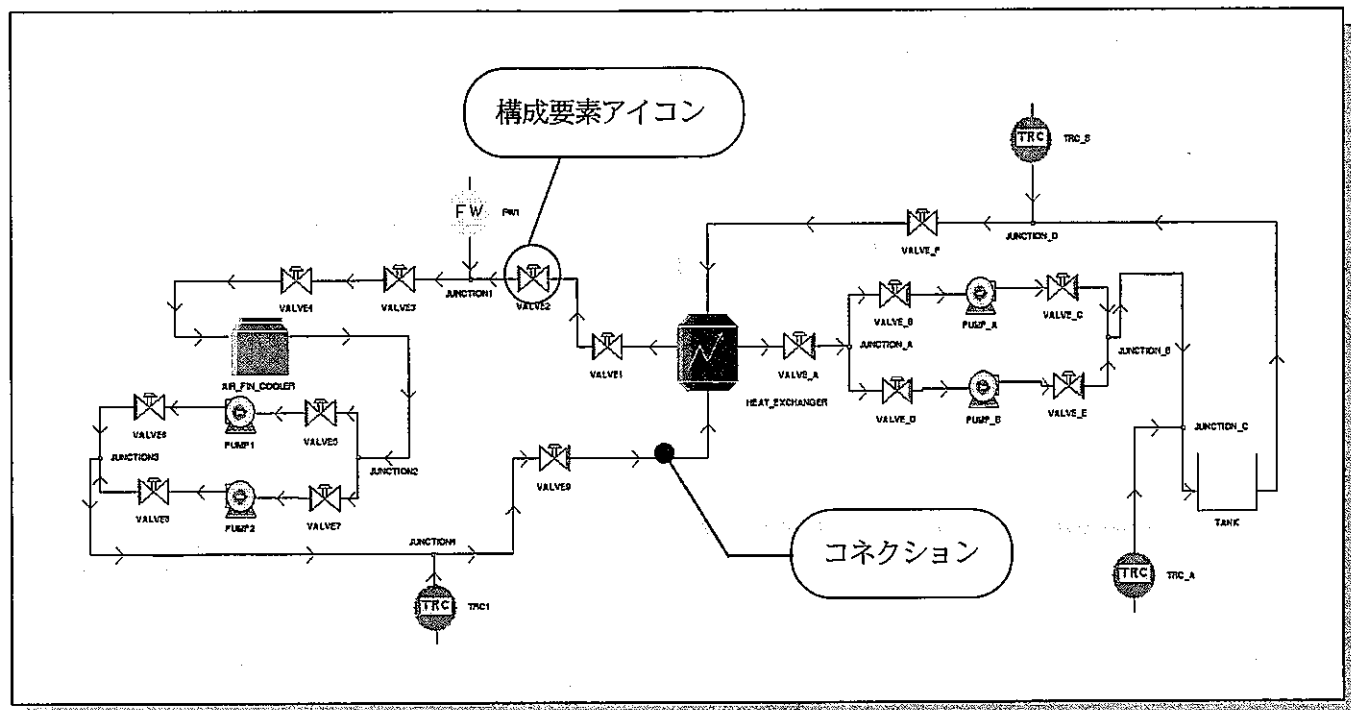 構成要素アイコン
TRC
TRC_S
FW
FW1
VALVE_F
JUNCTION_D
VALVE4
VALVE3
JUNCTION1
VALVE2
VALVE_B
PUMP_A
VALVE_C
AIR_FIN_COOLER
VALVE1
HEAT_EXCHANGER
VALVE_A
JUNCTION_A
JUNCTION_B
VALVE_D
PUMP_B
VALVE_E
VALVE6
PUMP1
VALVE5
JUNCTION3
JUNCTION2
JUNCTION_C
VALVE9
VALVE8
PUMP2
VALVE7
TANK
JUNCTION4
コネクション
TRC
TRC_A
TRC
TRC1